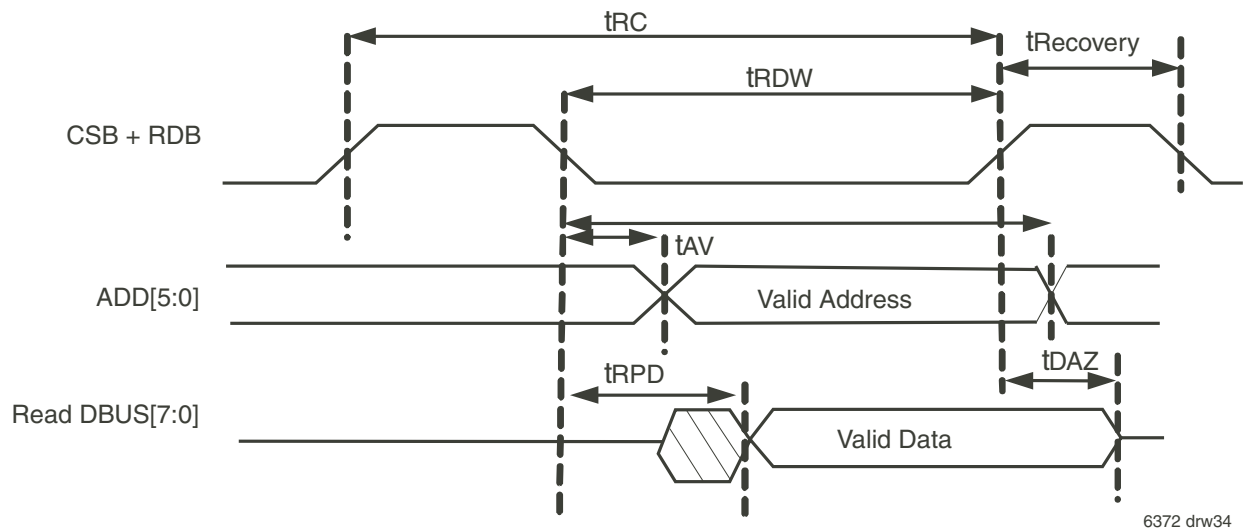 tRC
tRecovery
tRDW
CSB + RDB
tAV
ADD[5:0]
Valid Address
tRPD
tDAZ
Read DBUS[7:0]
Valid Data
6372 drw34